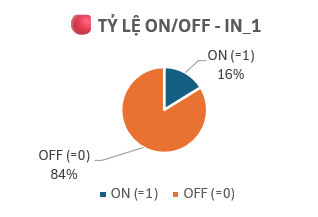 TỶ LỆ ON/OFF - IN_1
ON (=1)
16%
OFF (=0)
84%
ON (=1) OFF (=0)